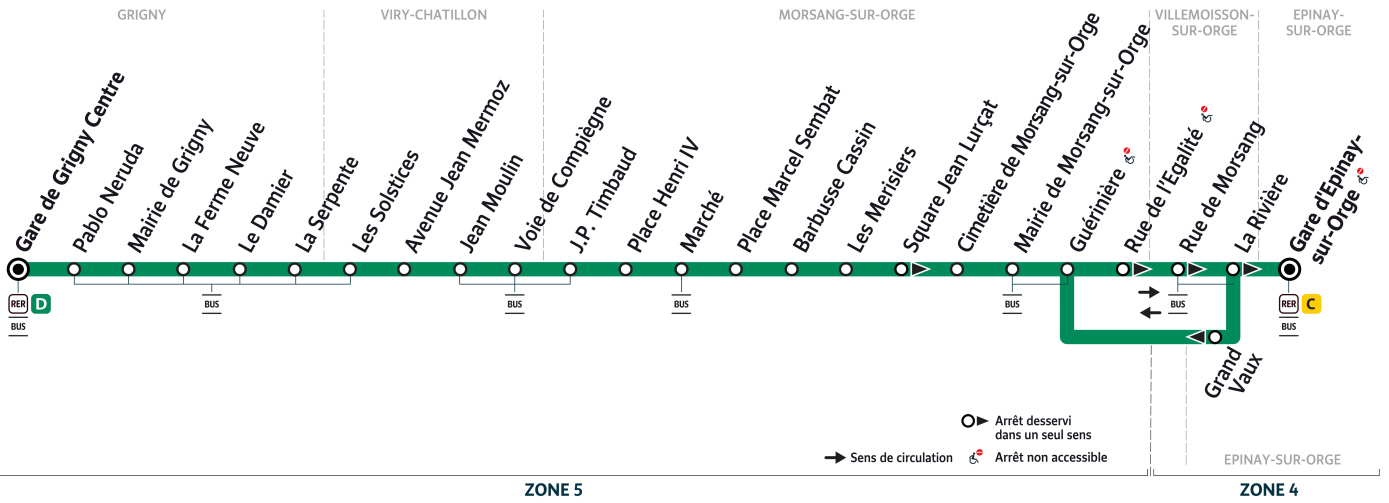 GRIGNY
VIRY-CHATILLON
MORSANG-SUR-ORGE
VILLEMOISSON-
SUR-ORGE
EPINAY-
SUR-ORGE
Gare de Grigny Centre
Pablo Neruda
Mairie de Grigny
La Ferme Neuve
Le Damier
La Serpente
Les Solstices
Avenue Jean Mermoz
Jean Moulin
Voie de Compiègne
J.P. Timbaud
Place Henri IV
Marché
Place Marcel Sembat
Barbusse Cassin
Les Merisiers
Square Jean Lurçat
Cimetière de Morsang-sur-Orge
Mairie de Morsang-sur-Orge
Guérinière
Rue de l'Egalité
Rue de Morsang
La Rivière
Gare d'Epinay-
sur-Orge
RER D
BUS
BUS
BUS
BUS
BUS
BUS
RER C
BUS
Grand
Vaux
Arrêt desservi
dans un seul sens
Sens de circulation
Arrêt non accessible
EPINAY-SUR-ORGE
ZONE 5
ZONE 4